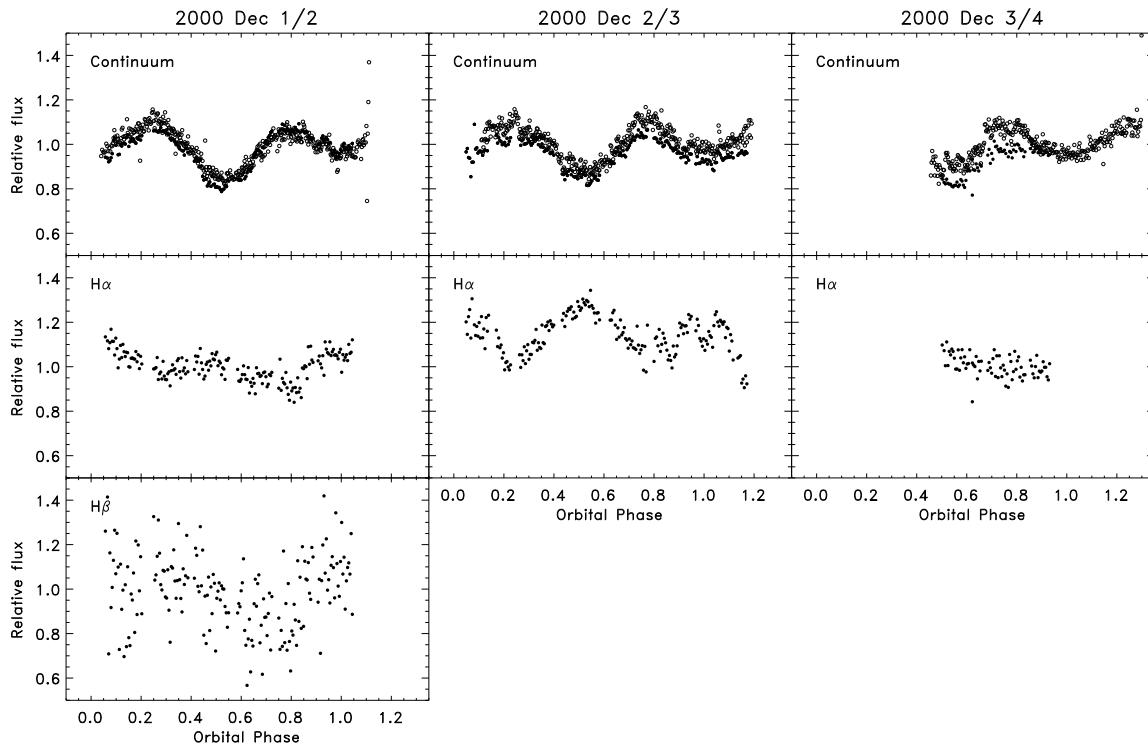 2000 Dec 1/2 2000 Dec 2/3 2000 Dec 3/4
Continuum Continuum Continuum
1.4
1.2
1.0
0.8
0.6
Relative flux
Hα Hα Hα
1.4
1.2
1.0
0.8
0.6
Relative flux
0.0 0.2 0.4 0.6 0.8 1.0 1.2 0.0 0.2 0.4 0.6 0.8 1.0 1.2
Orbital Phase Orbital Phase
Hβ
1.4
1.2
1.0
0.8
0.6
Relative flux
0.0 0.2 0.4 0.6 0.8 1.0 1.2
Orbital Phase